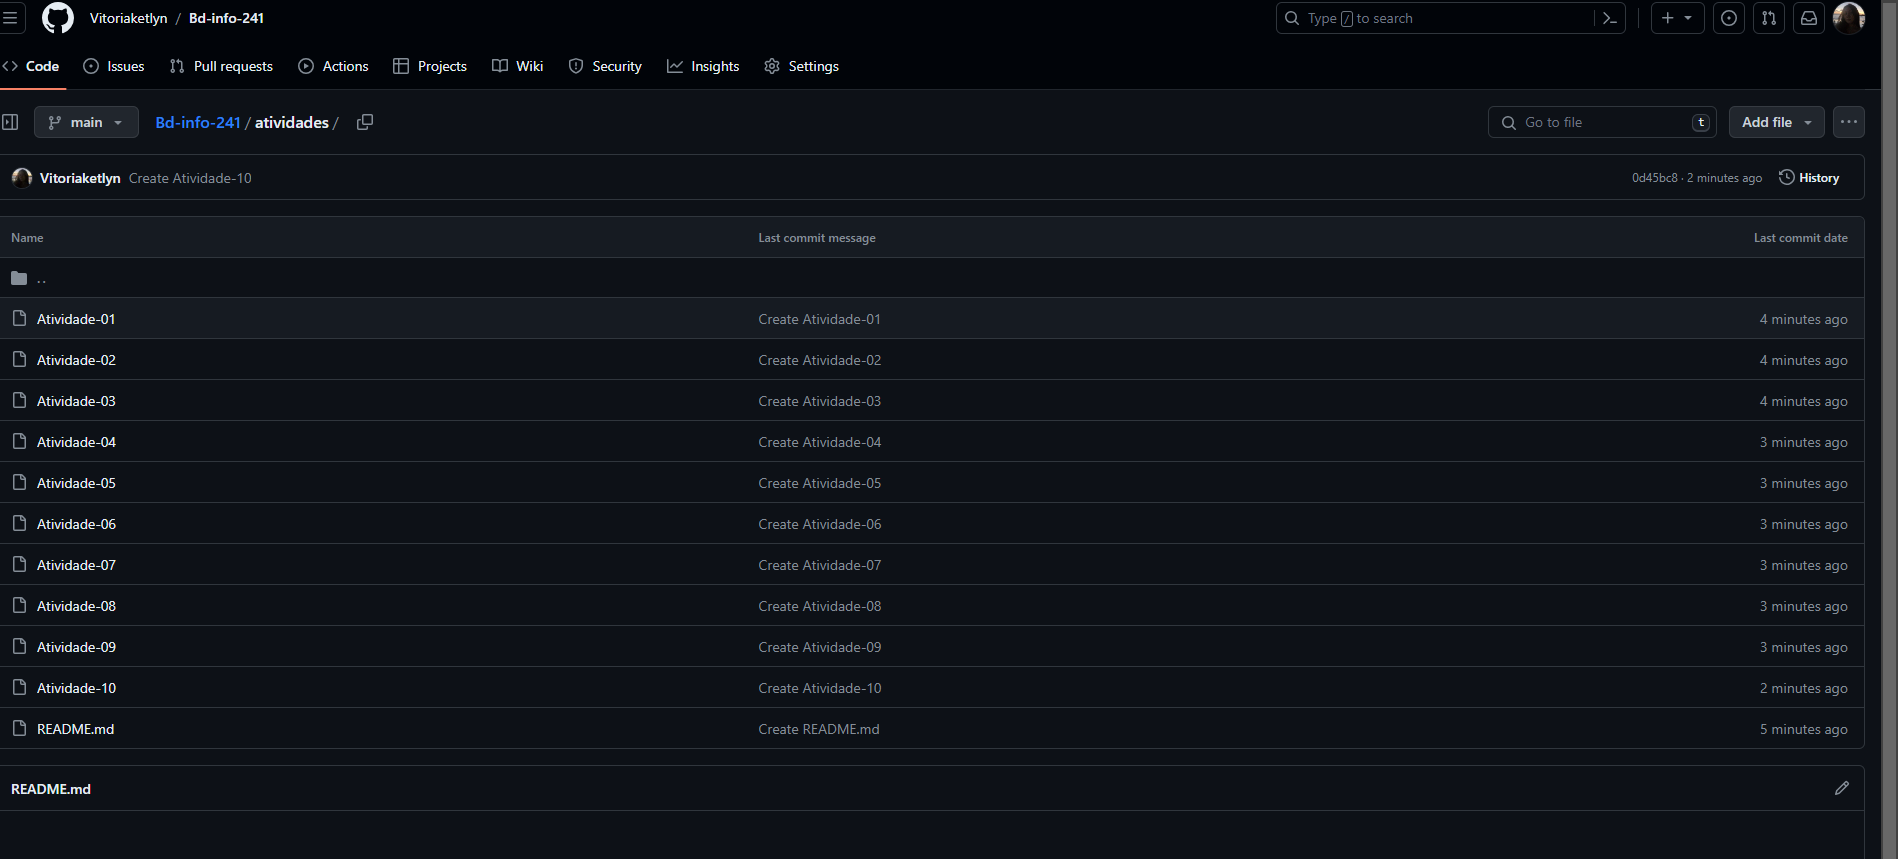 Vitoriaketlyn / Bd-info-241 Type / to search
Code Issues Pull requests Actions Projects Wiki Security Insights Settings
main Bd-info-241 / atividades / Go to file t Add file
Vitoriaketlyn Create Atividade-10 0d45bc8 · 2 minutes ago History
Name Last commit message Last commit date
..
Atividade-01 Create Atividade-01 4 minutes ago
Atividade-02 Create Atividade-02 4 minutes ago
Atividade-03 Create Atividade-03 4 minutes ago
Atividade-04 Create Atividade-04 3 minutes ago
Atividade-05 Create Atividade-05 3 minutes ago
Atividade-06 Create Atividade-06 3 minutes ago
Atividade-07 Create Atividade-07 3 minutes ago
Atividade-08 Create Atividade-08 3 minutes ago
Atividade-09 Create Atividade-09 3 minutes ago
Atividade-10 Create Atividade-10 2 minutes ago
README.md Create README.md 5 minutes ago
README.md